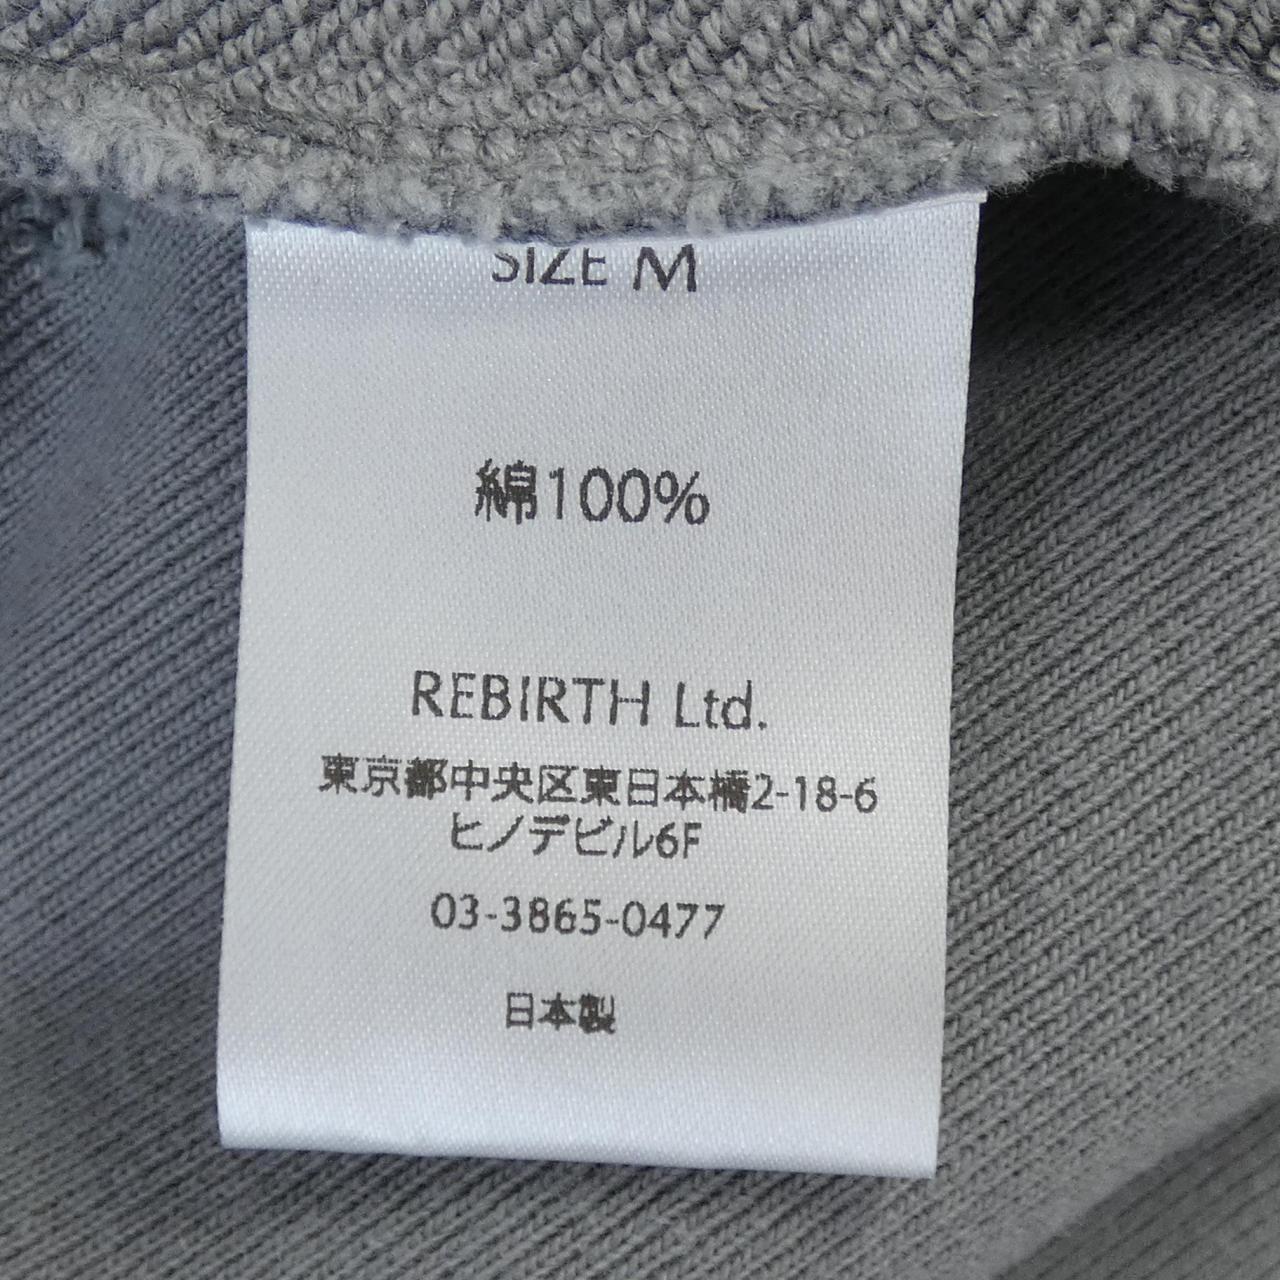 SIZE M
綿100%
REBIRTH Ltd.
東京都中央区東日本橋2-18-6
ヒノデビル6F
03-3865-0477
日本製